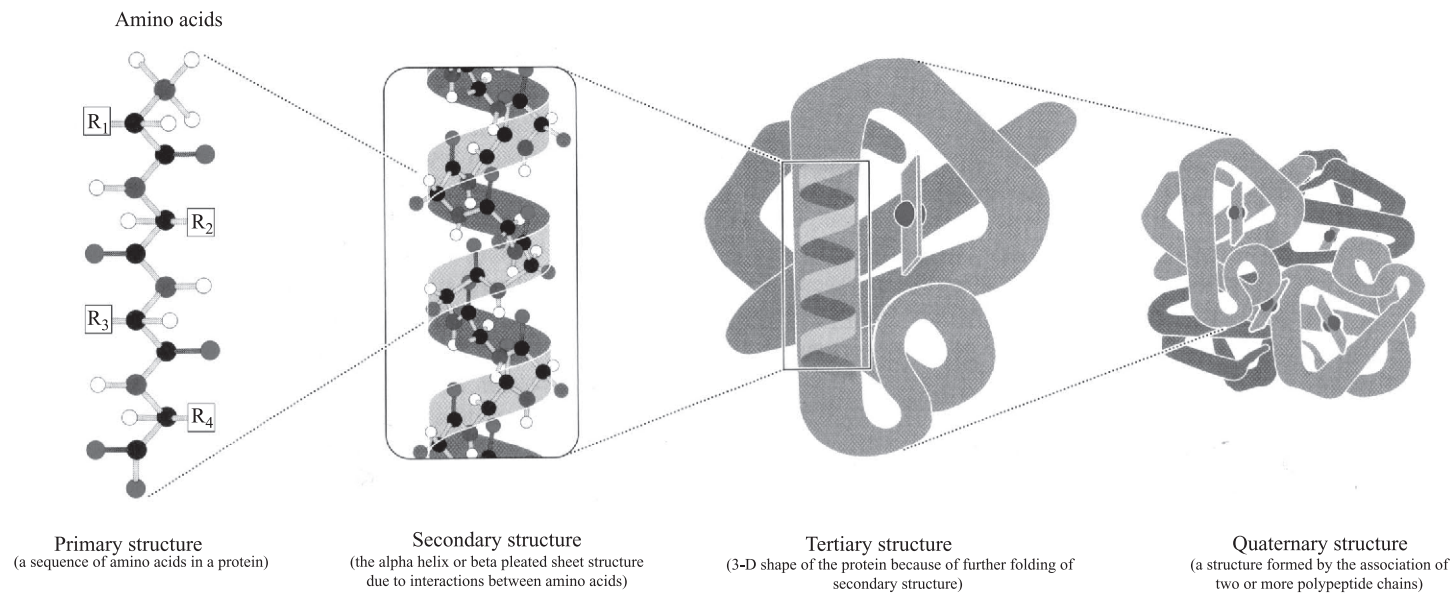 Amino acids
R1
R2
R3
R4
Primary structure
(a sequence of amino acids in a protein)
Secondary structure
(the alpha helix or beta pleated sheet structure
due to interactions between amino acids)
Tertiary structure
(3-D shape of the protein because of further folding of
secondary structure)
Quaternary structure
(a structure formed by the association of
two or more polypeptide chains)